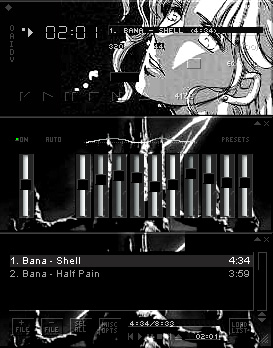 O
A
I
D
V
02:01
1. BANA - SHELL (4:34)
44
ON AUTO PRESETS
1. Bana - Shell 4:34
2. Bana - Half Pain 3:59
+ FILE
- FILE
SEL ALL
MISC OPTS
4:34/8:33
02:01
LOAD LIST